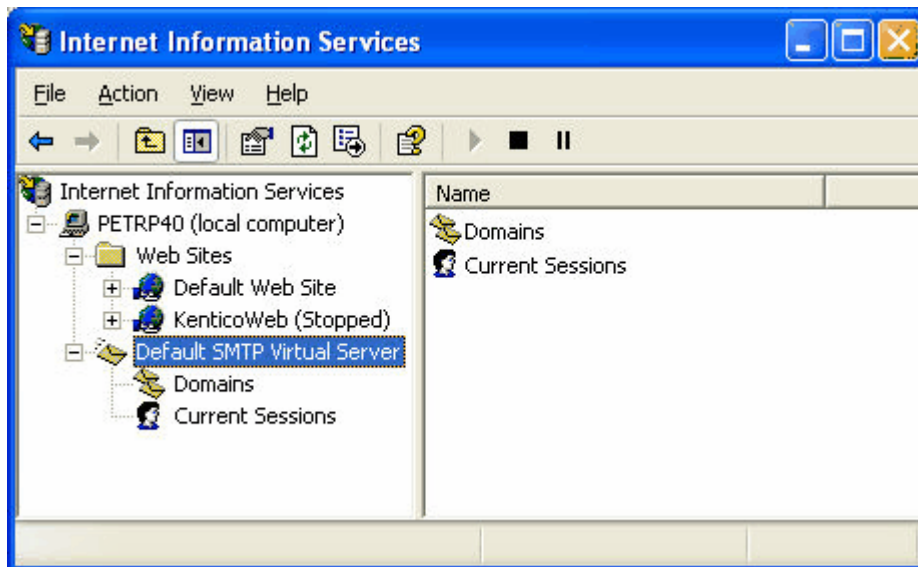 Internet Information Services
File Action View Help
Internet Information Services
PETRP40 (local computer)
Web Sites
Default Web Site
KenticoWeb (Stopped)
Default SMTP Virtual Server
Domains
Current Sessions
Name
Domains
Current Sessions